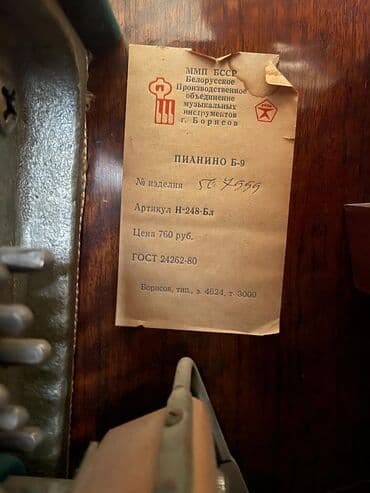 ММП БССР
Белорусское
Производственное
объединение
музыкальных
инструментов
г. Борисов
ПИАНИНО Б-9
№ изделия
Артикул Н-248-Бл
Цена 760 руб.
ГОСТ 24262-80
Борисов, тип., з. 4624, т. 3000